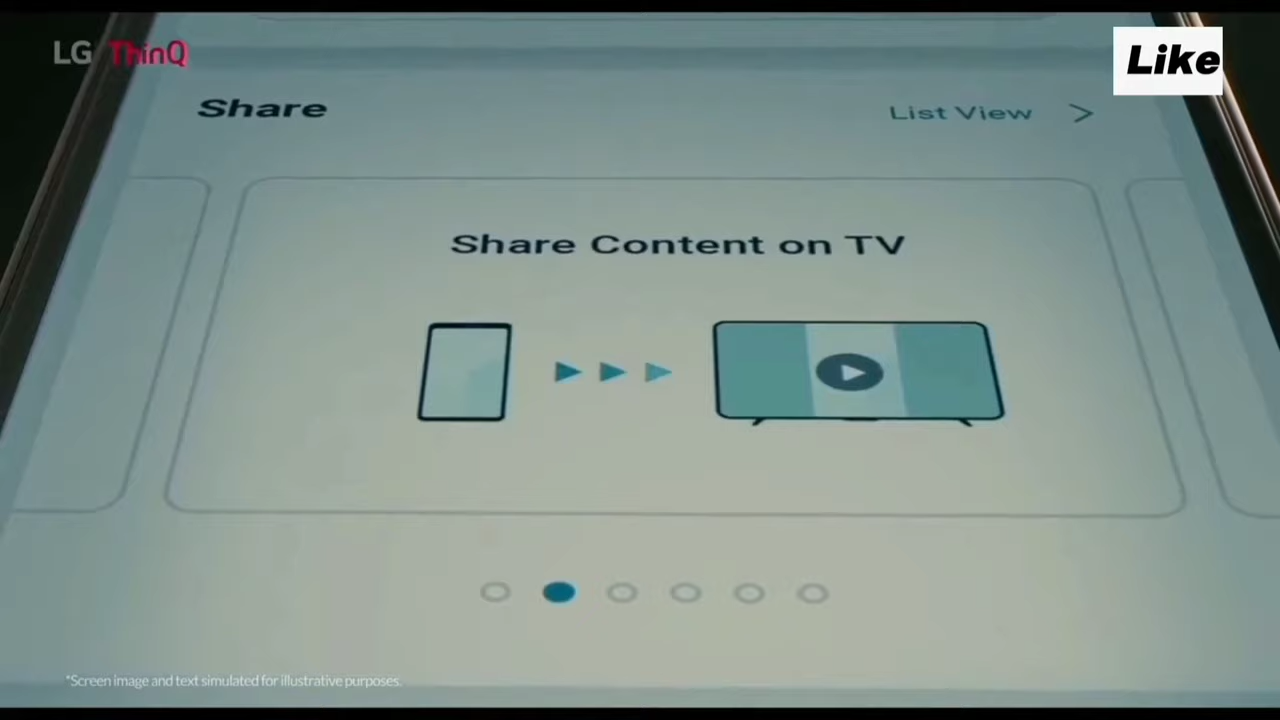 LG ThinQ
Like
Share
List View >
Share Content on TV
*Screen image and text simulated for illustrative purposes.